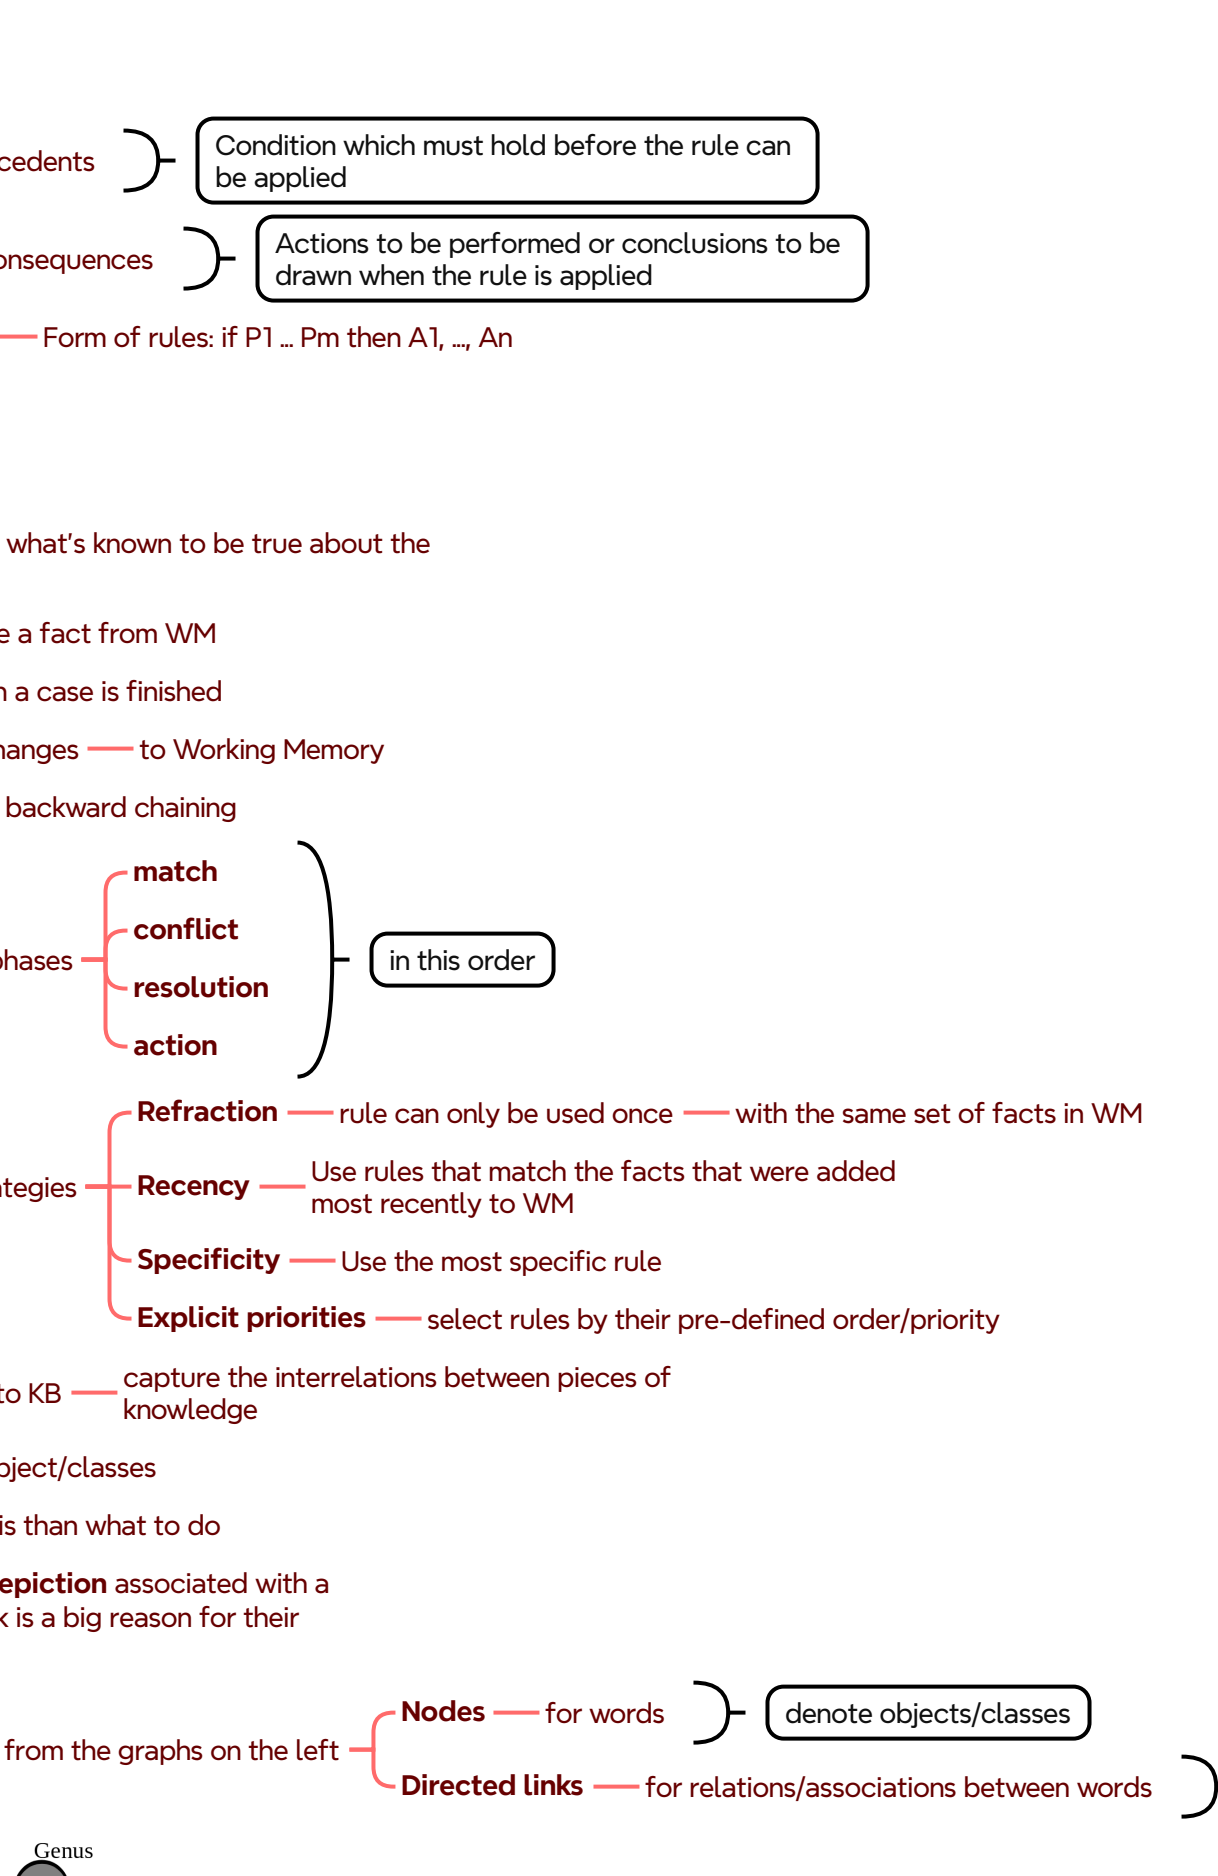 cedents
Condition which must hold before the rule can
be applied
onsequences
Actions to be performed or conclusions to be
drawn when the rule is applied
Form of rules: if P1 ... Pm then A1, ..., An
what's known to be true about the
e a fact from WM
n a case is finished
hanges
to Working Memory
backward chaining
match
conflict
phases
in this order
resolution
action
Refraction
rule can only be used once
with the same set of facts in WM
Use rules that match the facts that were added
most recently to WM
Recency
ategies
Specificity
Use the most specific rule
Explicit priorities
select rules by their pre-defined order/priority
to KB
capture the interrelations between pieces of
knowledge
bject/classes
is than what to do
epiction associated with a
k is a big reason for their
Nodes
for words
denote objects/classes
from the graphs on the left
Directed links
for relations/associations between words
Genus